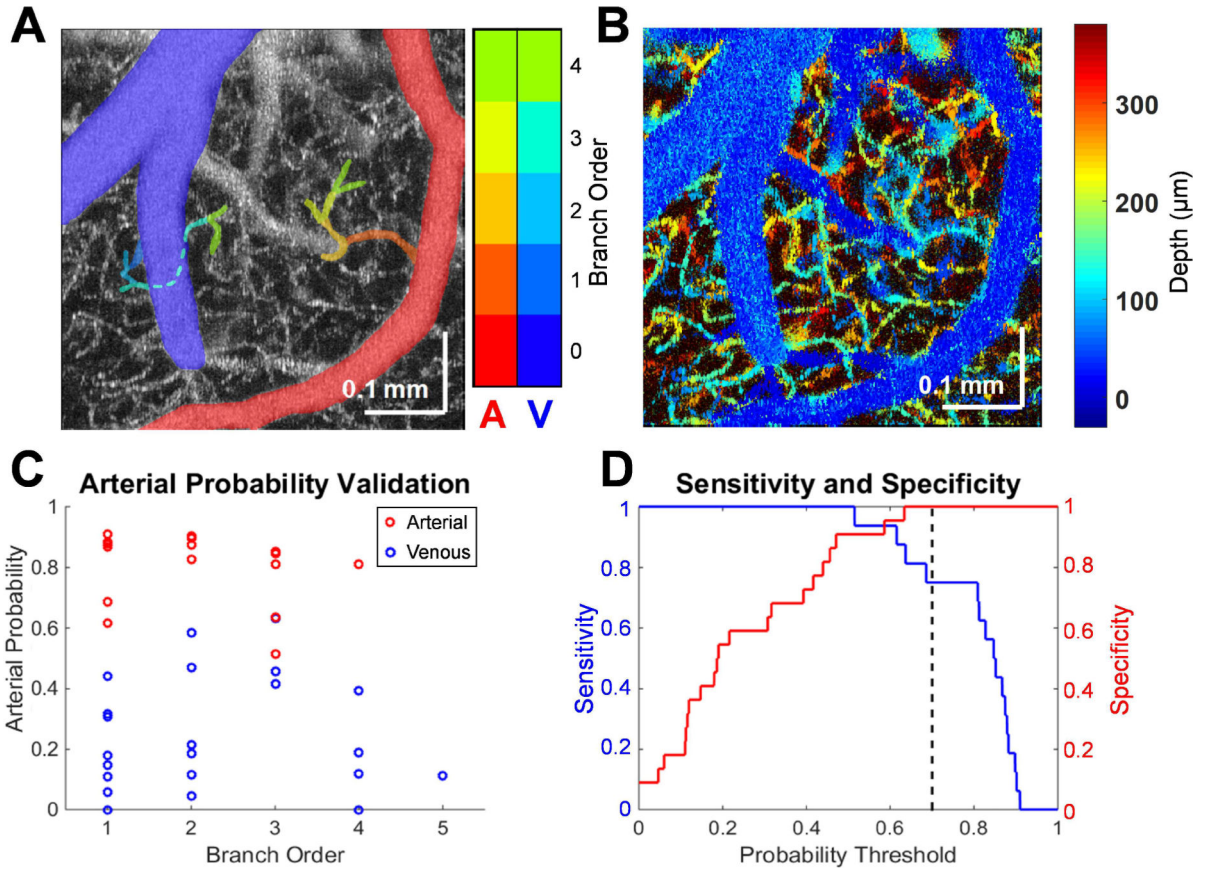 A
4
3
2
1
0
Branch Order
A V
0.1 mm
B
300
200
100
0
Depth (µm)
0.1 mm
C
Arterial Probability Validation
1
0.8
0.6
0.4
0.2
0
Arterial Probability
Arterial
Venous
1 2 3 4 5
Branch Order
D
Sensitivity and Specificity
1
0.8
0.6
0.4
0.2
0
Sensitivity
1
0.8
0.6
0.4
0.2
0
Specificity
0 0.2 0.4 0.6 0.8 1
Probability Threshold